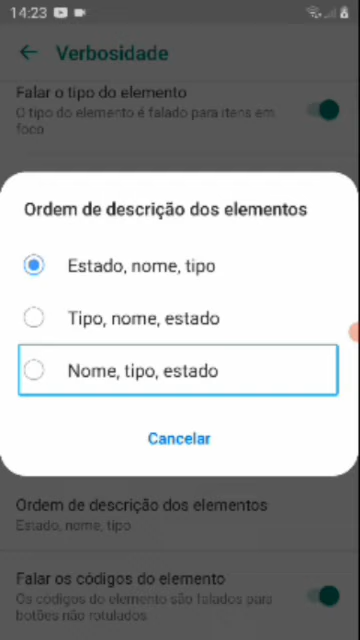 14:23
Verbosidade
Falar o tipo do elemento
O tipo do elemento é falado para itens em
foco
Ordem de descrição dos elementos
Estado, nome, tipo
Tipo, nome, estado
Nome, tipo, estado
Cancelar
Ordem de descrição dos elementos
Estado, nome, tipo
Falar os códigos do elemento
Os códigos do elemento são falados para
botões não rotulados